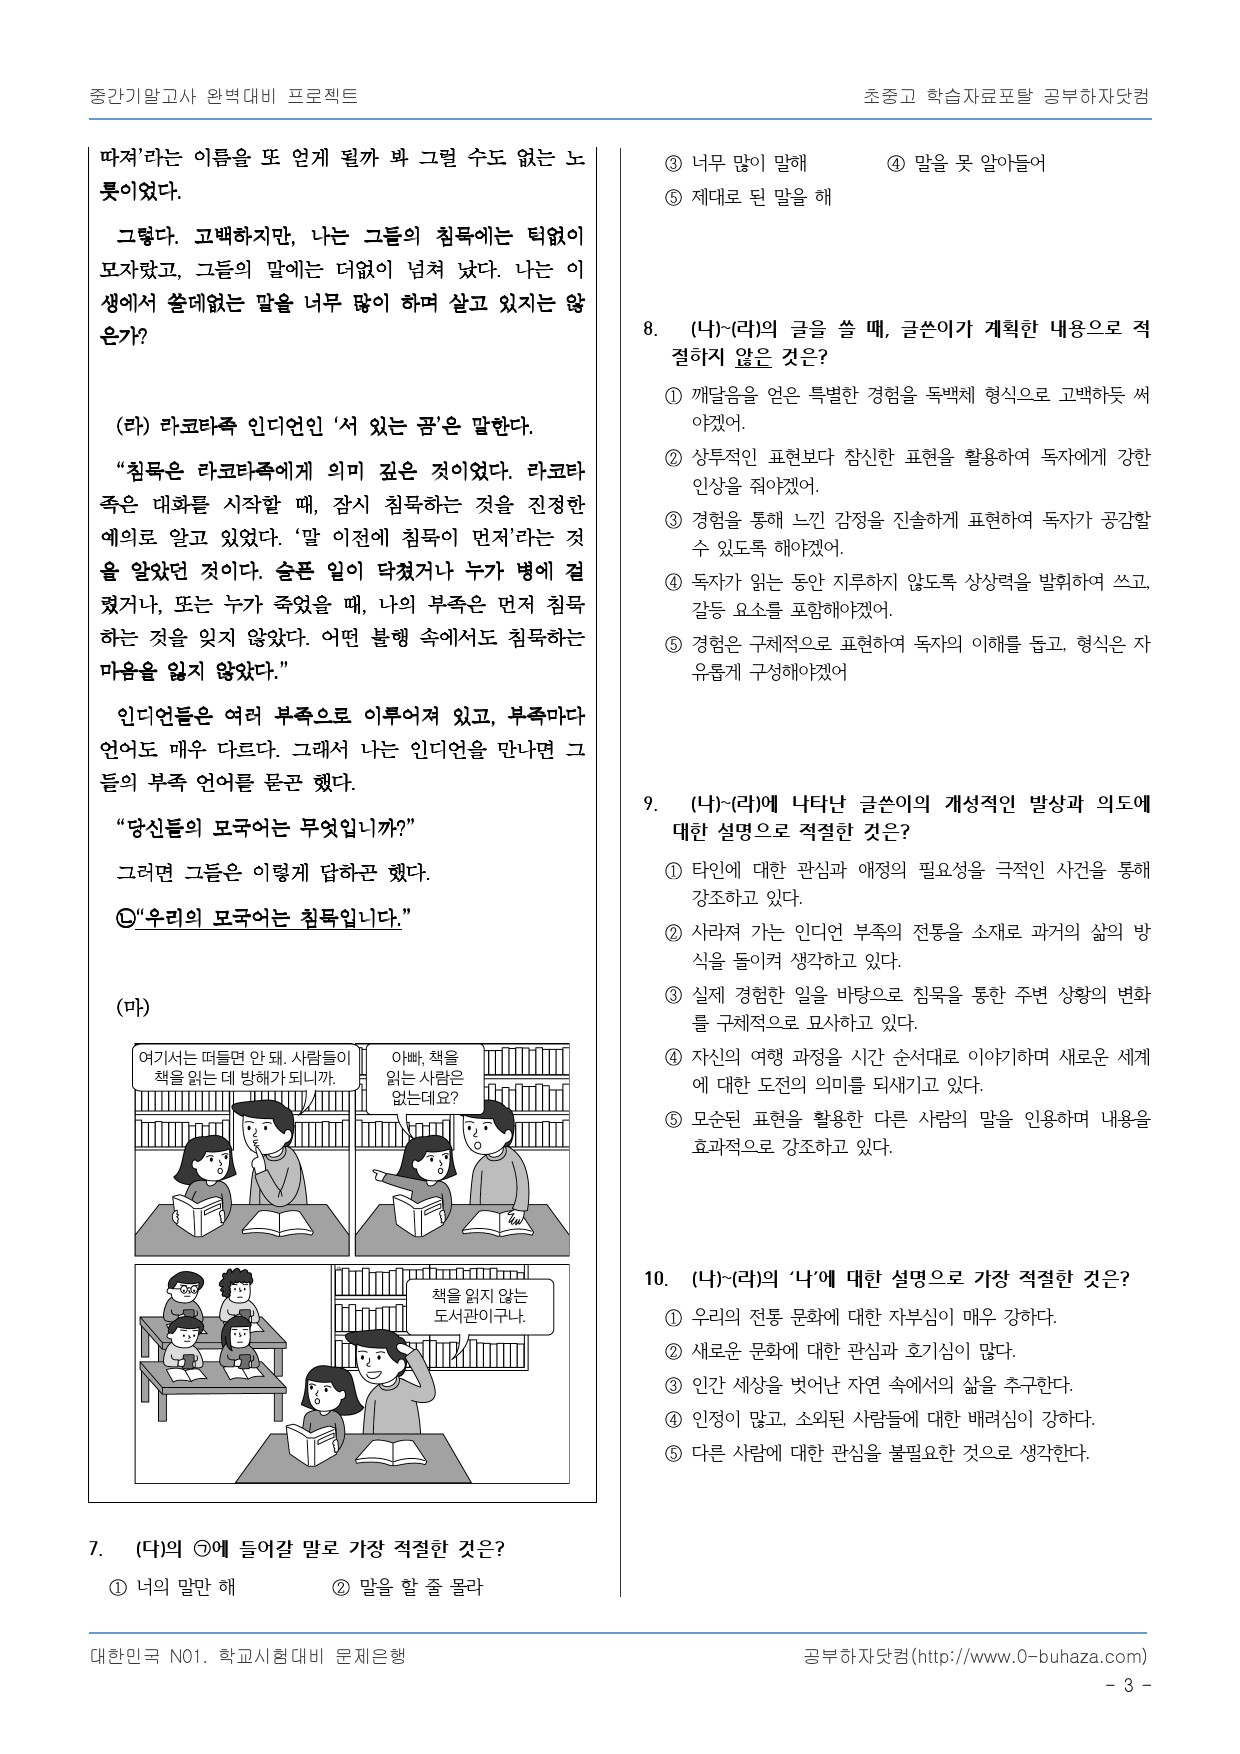 중간기말고사 완벽대비 프로젝트
초중고 학습자료포탈 공부하자닷컴
따져’라는 이름을 또 얻게 될까 봐 그럴 수도 없는 노
릇이었다.
그렇다. 고백하지만, 나는 그들의 침묵에는 턱없이
모자랐고, 그들의 말에는 더없이 넘쳐 났다. 나는 이
생에서 쓸데없는 말을 너무 많이 하며 살고 있지는 않
은가?
(라) 라코타족 인디언인 ‘서 있는 곰’은 말한다.
“침묵은 라코타족에게 의미 깊은 것이었다. 라코타
족은 대화를 시작할 때, 잠시 침묵하는 것을 진정한
예의로 알고 있었다. ‘말 이전에 침묵이 먼저’라는 것
을 알았던 것이다. 슬픈 일이 닥쳤거나 누가 병에 걸
렸거나, 또는 누가 죽었을 때, 나의 부족은 먼저 침묵
하는 것을 잊지 않았다. 어떤 불행 속에서도 침묵하는
마음을 잃지 않았다.”
인디언들은 여러 부족으로 이루어져 있고, 부족마다
언어도 매우 다르다. 그래서 나는 인디언을 만나면 그
들의 부족 언어를 묻곤 했다.
“당신들의 모국어는 무엇입니까?”
그러면 그들은 이렇게 답하곤 했다.
㉡“우리의 모국어는 침묵입니다.”
(마)
여기서는 떠들면 안 돼. 사람들이
책을 읽는 데 방해가 되니까.
아빠, 책을
읽는 사람은
없는데요?
책을 읽지 않는
도서관이구나.
7. (다)의 ㉠에 들어갈 말로 가장 적절한 것은?
① 너의 말만 해 ② 말을 할 줄 몰라
③ 너무 많이 말해 ④ 말을 못 알아들어
⑤ 제대로 된 말을 해
8. (나)~(라)의 글을 쓸 때, 글쓴이가 계획한 내용으로 적
절하지 않은 것은?
① 깨달음을 얻은 특별한 경험을 독백체 형식으로 고백하듯 써
야겠어.
② 상투적인 표현보다 참신한 표현을 활용하여 독자에게 강한
인상을 줘야겠어.
③ 경험을 통해 느낀 감정을 진솔하게 표현하여 독자가 공감할
수 있도록 해야겠어.
④ 독자가 읽는 동안 지루하지 않도록 상상력을 발휘하여 쓰고,
갈등 요소를 포함해야겠어.
⑤ 경험은 구체적으로 표현하여 독자의 이해를 돕고, 형식은 자
유롭게 구성해야겠어
9. (나)~(라)에 나타난 글쓴이의 개성적인 발상과 의도에
대한 설명으로 적절한 것은?
① 타인에 대한 관심과 애정의 필요성을 극적인 사건을 통해
강조하고 있다.
② 사라져 가는 인디언 부족의 전통을 소재로 과거의 삶의 방
식을 돌이켜 생각하고 있다.
③ 실제 경험한 일을 바탕으로 침묵을 통한 주변 상황의 변화
를 구체적으로 묘사하고 있다.
④ 자신의 여행 과정을 시간 순서대로 이야기하며 새로운 세계
에 대한 도전의 의미를 되새기고 있다.
⑤ 모순된 표현을 활용한 다른 사람의 말을 인용하며 내용을
효과적으로 강조하고 있다.
10. (나)~(라)의 ‘나’에 대한 설명으로 가장 적절한 것은?
① 우리의 전통 문화에 대한 자부심이 매우 강하다.
② 새로운 문화에 대한 관심과 호기심이 많다.
③ 인간 세상을 벗어난 자연 속에서의 삶을 추구한다.
④ 인정이 많고, 소외된 사람들에 대한 배려심이 강하다.
⑤ 다른 사람에 대한 관심을 불필요한 것으로 생각한다.
대한민국 N01. 학교시험대비 문제은행
공부하자닷컴(http://www.0-buhaza.com)
- 3 -